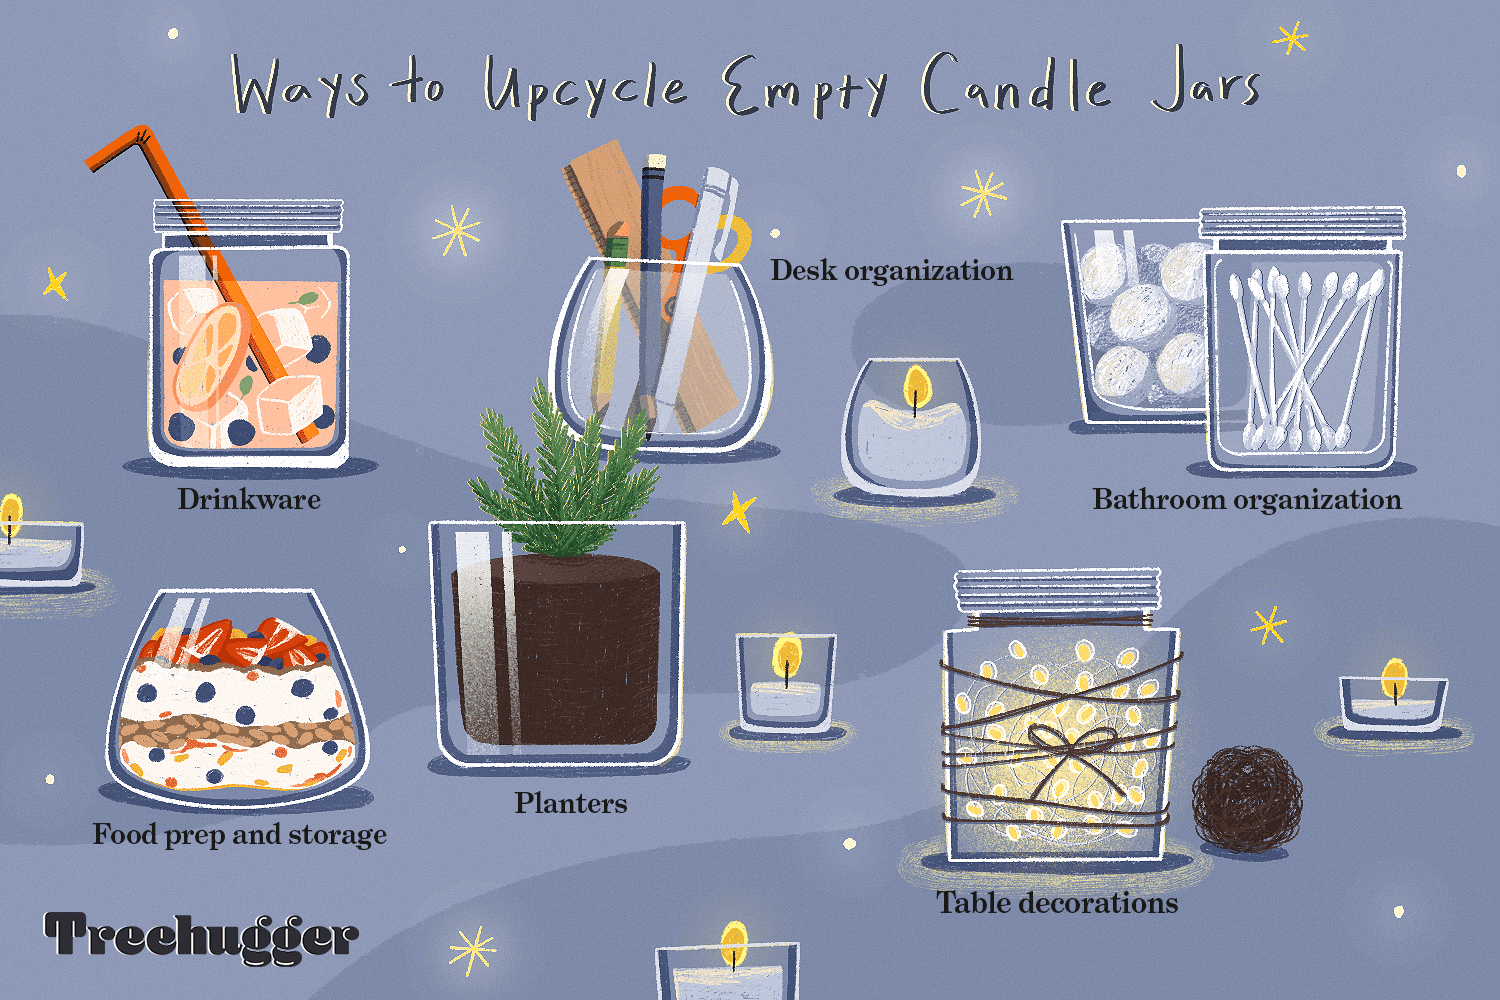 Ways to Upcycle Empty Candle Jars
Desk organization
Drinkware
Bathroom organization
Planters
Food prep and storage
Table decorations
Treehugger